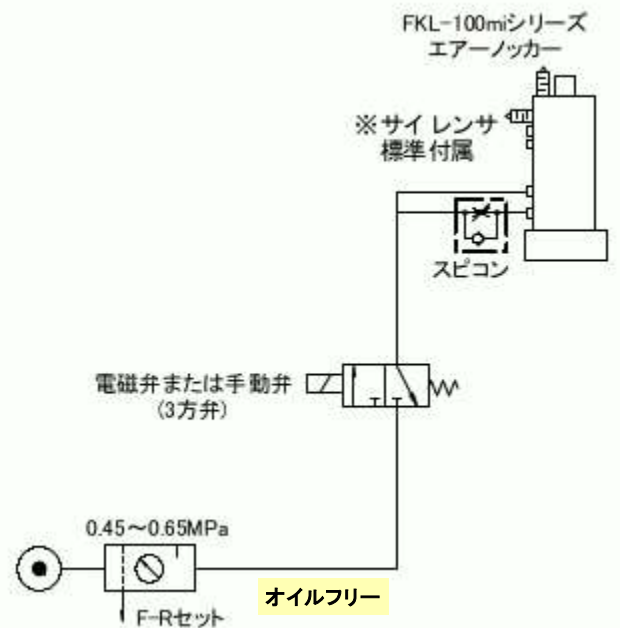 FKL-100miシリーズ
エアーノッカー
※サイレンサ
標準付属
スピコン
電磁弁または手動弁
(3方弁)
0.45～0.65MPa
オイルフリー
F-Rセット